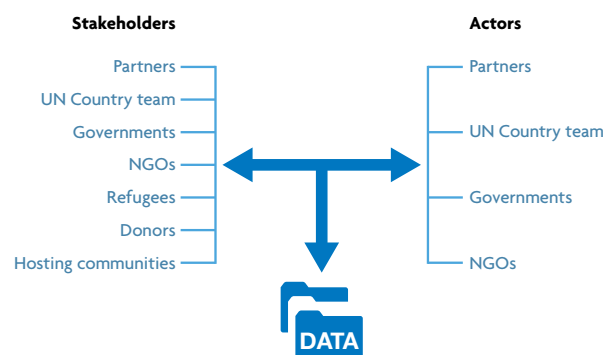 Stakeholders
Partners
UN Country team
Governments
NGOs
Refugees
Donors
Hosting communities
Actors
Partners
UN Country team
Governments
NGOs
DATA